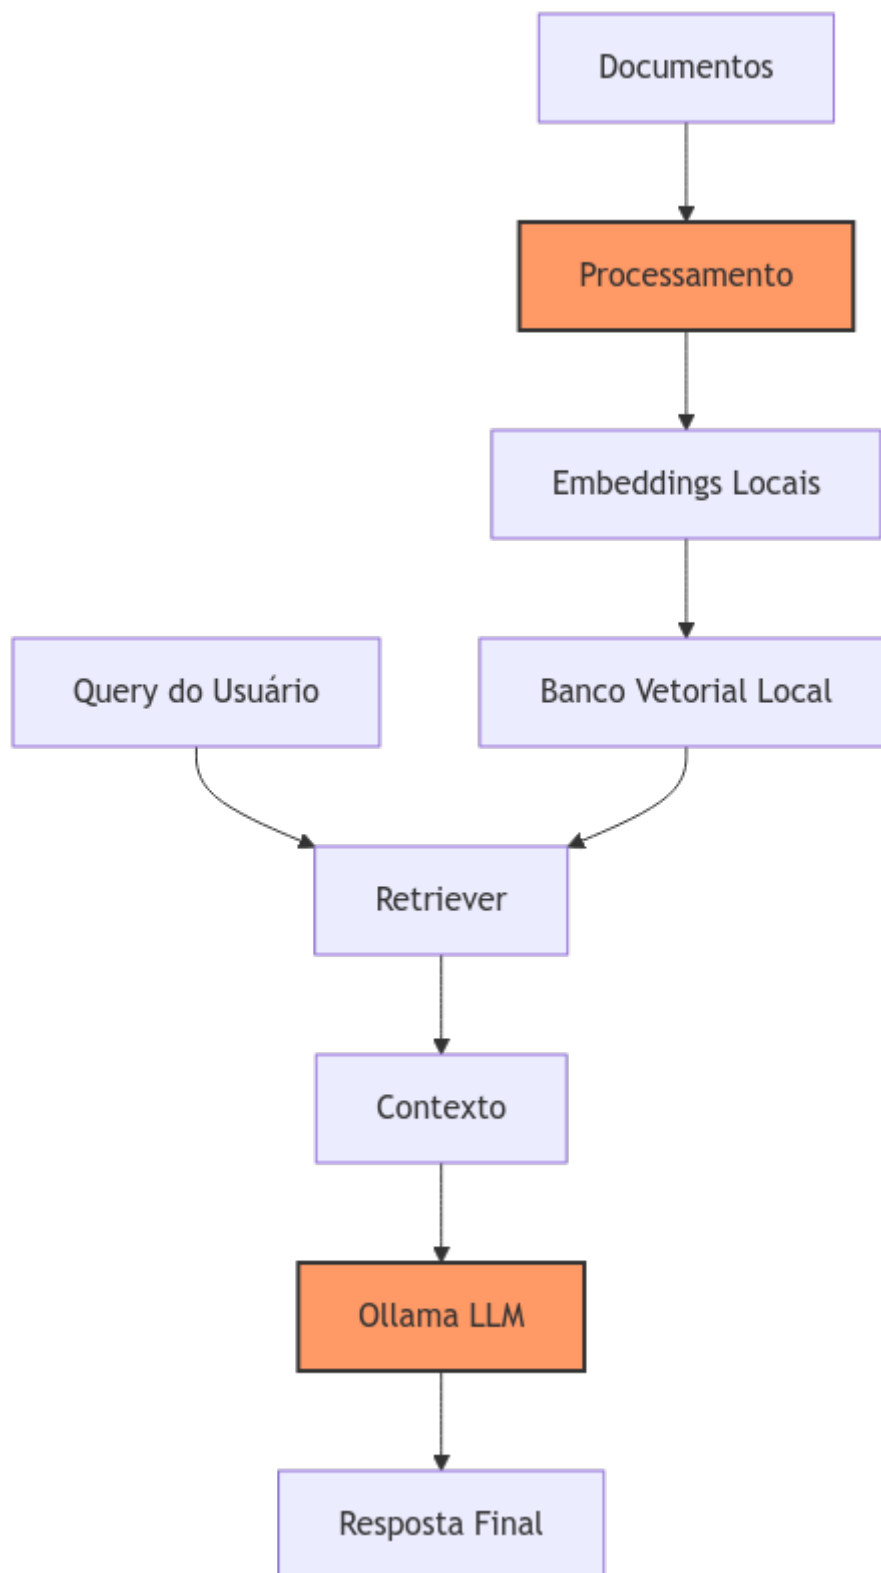 Documentos
Processamento
Embeddings Locais
Query do Usuário
Banco Vetorial Local
Retriever
Contexto
Ollama LLM
Resposta Final